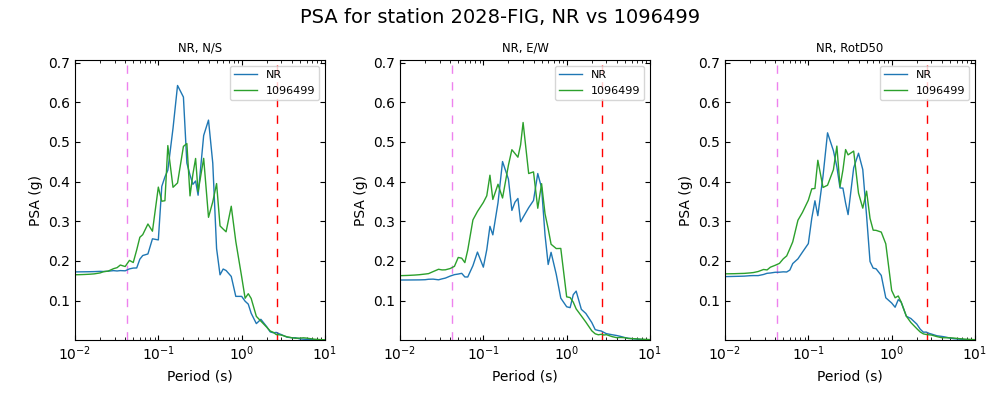 PSA for station 2028-FIG, NR vs 1096499
NR, N/S
NR, E/W
NR, RotD50
0.7
0.6
0.5
0.4
0.3
0.2
0.1
PSA (g)
NR
1096499
10⁻²
10⁻¹
10⁰
10¹
Period (s)
0.7
0.6
0.5
0.4
0.3
0.2
0.1
PSA (g)
NR
1096499
10⁻²
10⁻¹
10⁰
10¹
Period (s)
0.7
0.6
0.5
0.4
0.3
0.2
0.1
PSA (g)
NR
1096499
10⁻²
10⁻¹
10⁰
10¹
Period (s)